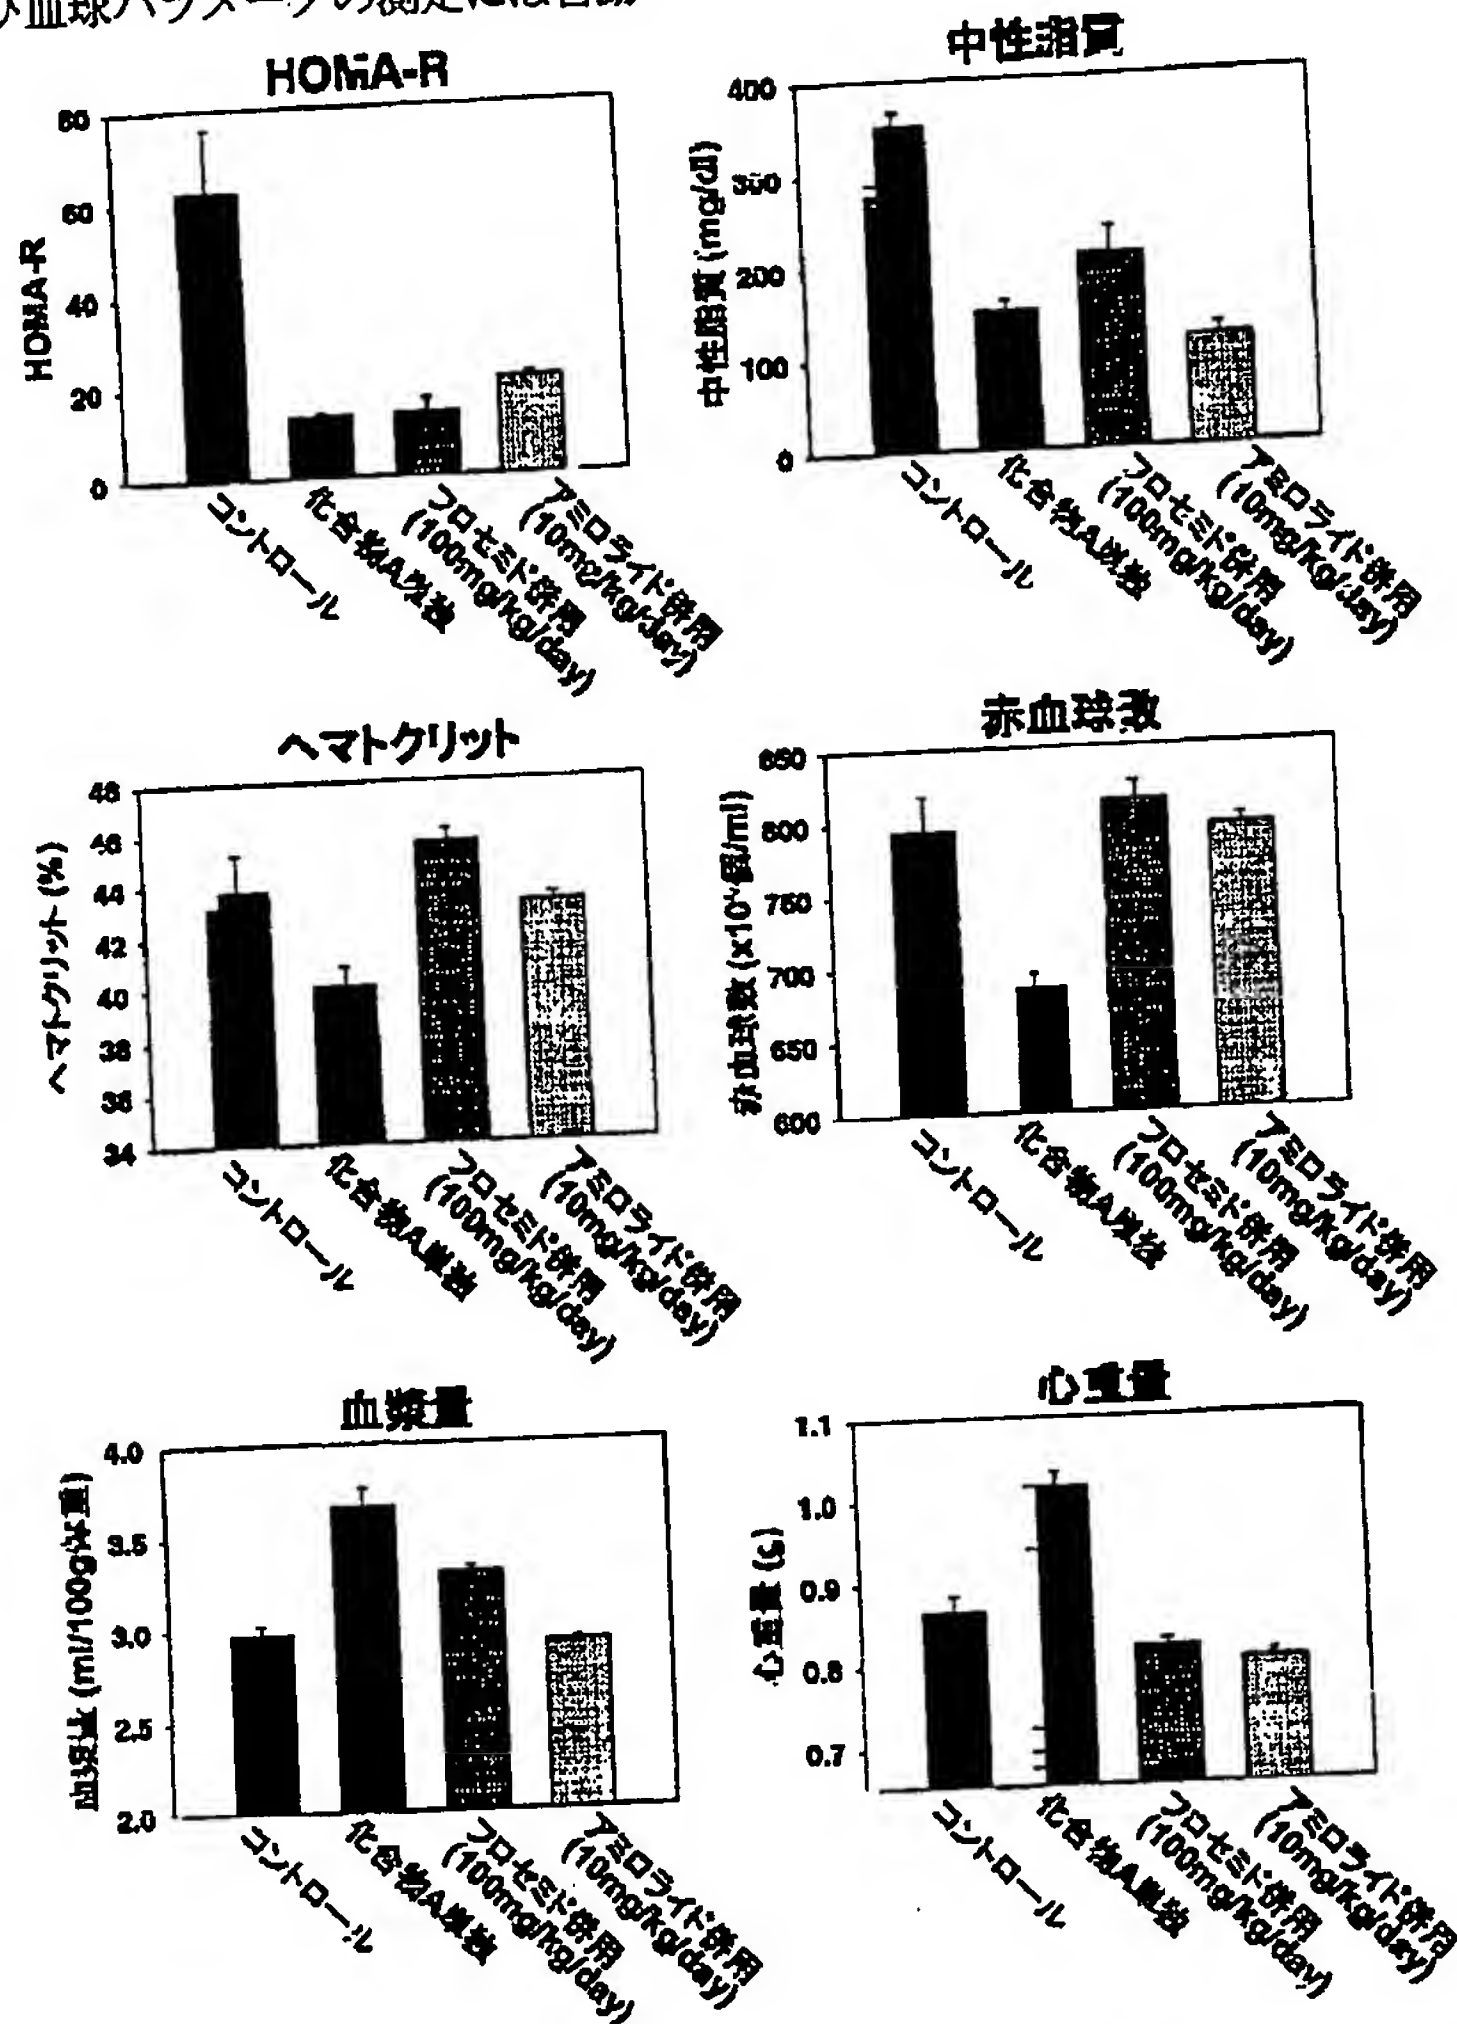 HOMA-R
HOMA-R
80
60
40
20
0
コントロール
化合物A単独
フロセミド併用
(100mg/kg/day)
アミロライド併用
(10mg/kg/day)
中性脂質
中性脂質 (mg/dl)
400
300
200
100
0
コントロール
化合物A単独
フロセミド併用
(100mg/kg/day)
アミロライド併用
(10mg/kg/day)
ヘマトクリット
ヘマトクリット (%)
48
46
44
42
40
38
36
34
コントロール
化合物A単独
フロセミド併用
(100mg/kg/day)
アミロライド併用
(10mg/kg/day)
赤血球数
赤血球数
850
800
750
700
650
600
コントロール
化合物A単独
フロセミド併用
(100mg/kg/day)
アミロライド併用
(10mg/kg/day)
血漿量
血漿量 (ml/100g体重)
4.0
3.5
3.0
2.5
2.0
コントロール
化合物A単独
フロセミド併用
(100mg/kg/day)
アミロライド併用
(10mg/kg/day)
心重量
心重量 (g)
1.1
1.0
0.9
0.8
0.7
コントロール
化合物A単独
フロセミド併用
(100mg/kg/day)
アミロライド併用
(10mg/kg/day)